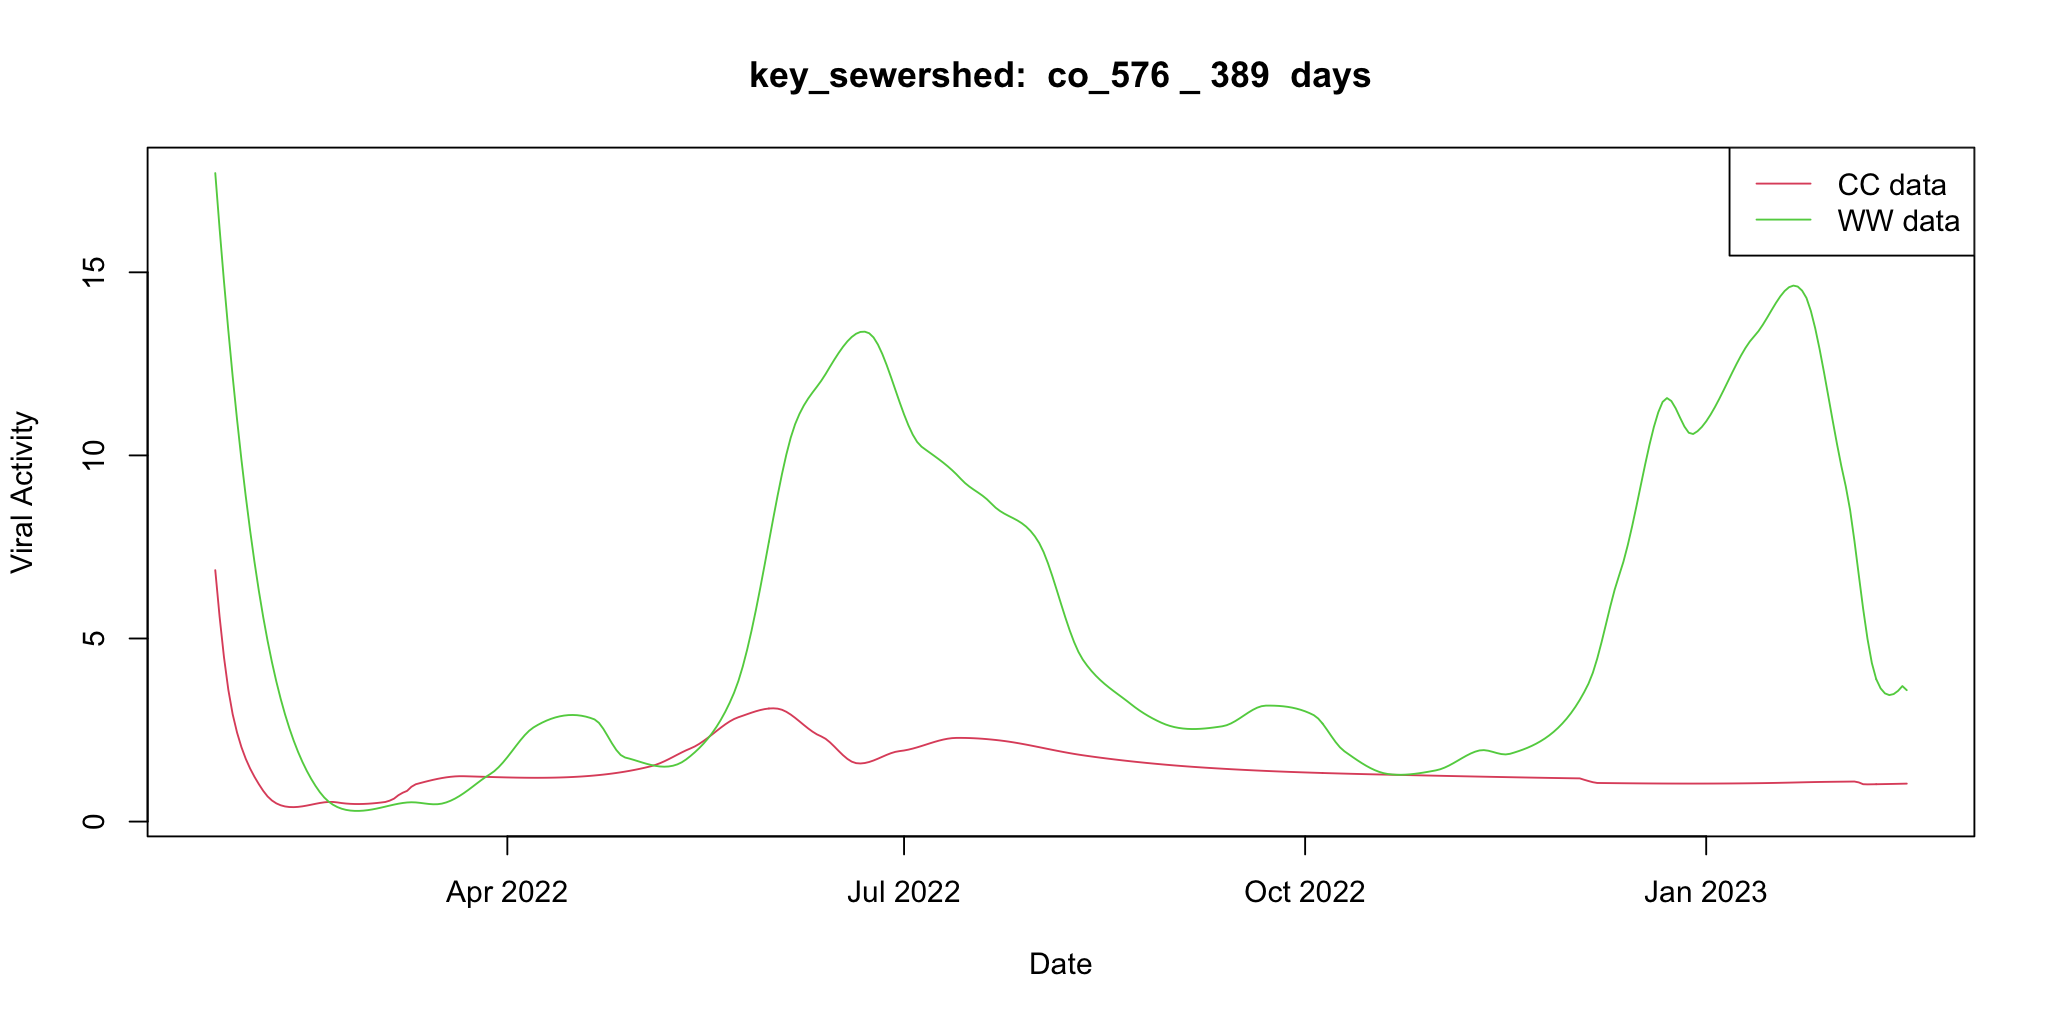 key_sewershed:  co_576 _ 389  days
CC data
WW data
Viral Activity
15
10
5
0
Apr 2022
Jul 2022
Oct 2022
Jan 2023
Date